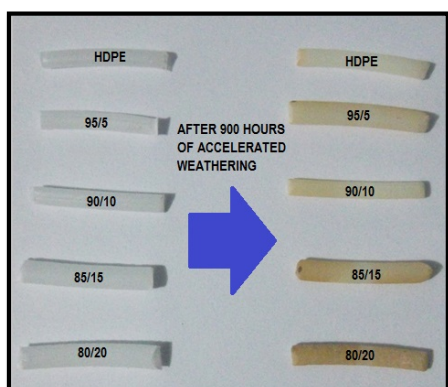 HDPE
95/5
90/10
85/15
80/20
AFTER 900 HOURS
OF ACCELERATED
WEATHERING
HDPE
95/5
90/10
85/15
80/20